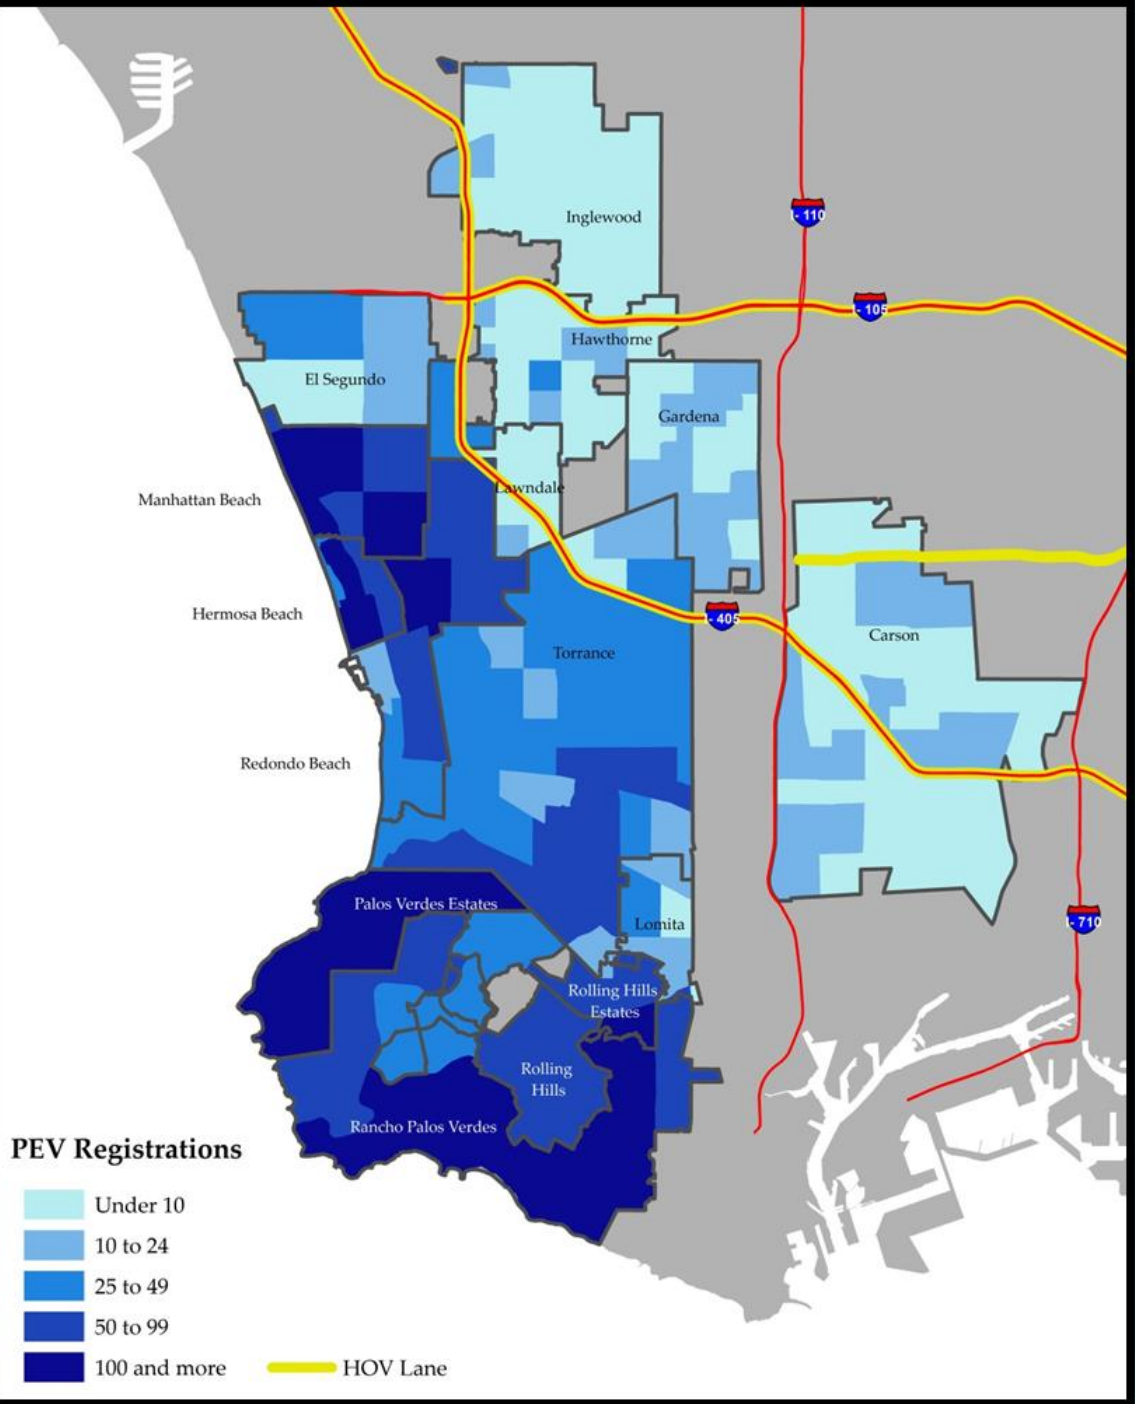 Inglewood
I-110
I-105
Hawthorne
El Segundo
Gardena
Lawndale
Manhattan Beach
Hermosa Beach
I-405
Carson
Torrance
Redondo Beach
Palos Verdes Estates
Lomita
I-710
Rolling Hills
Estates
Rolling
Hills
Rancho Palos Verdes
PEV Registrations
Under 10
10 to 24
25 to 49
50 to 99
100 and more
HOV Lane